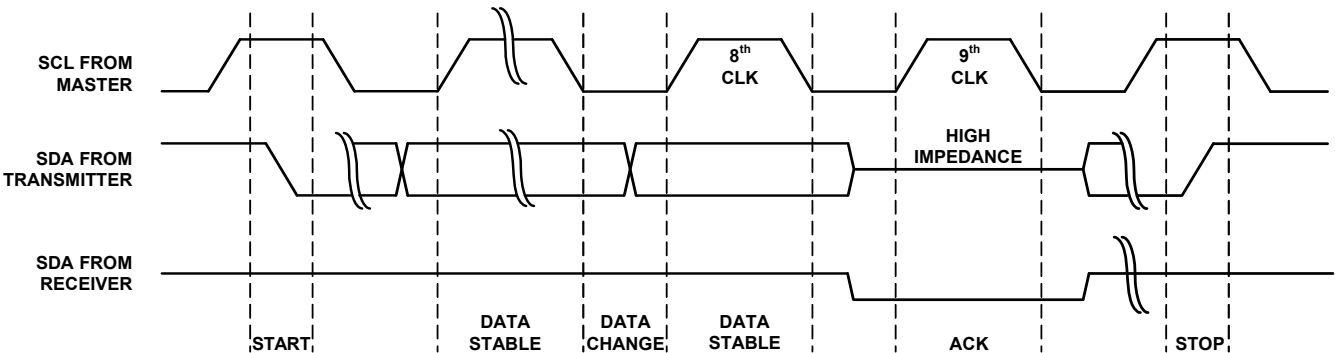 SCL FROM
MASTER
8th
CLK
9th
CLK
SDA FROM
TRANSMITTER
HIGH
IMPEDANCE
SDA FROM
RECEIVER
START
DATA
STABLE
DATA
CHANGE
DATA
STABLE
ACK
STOP